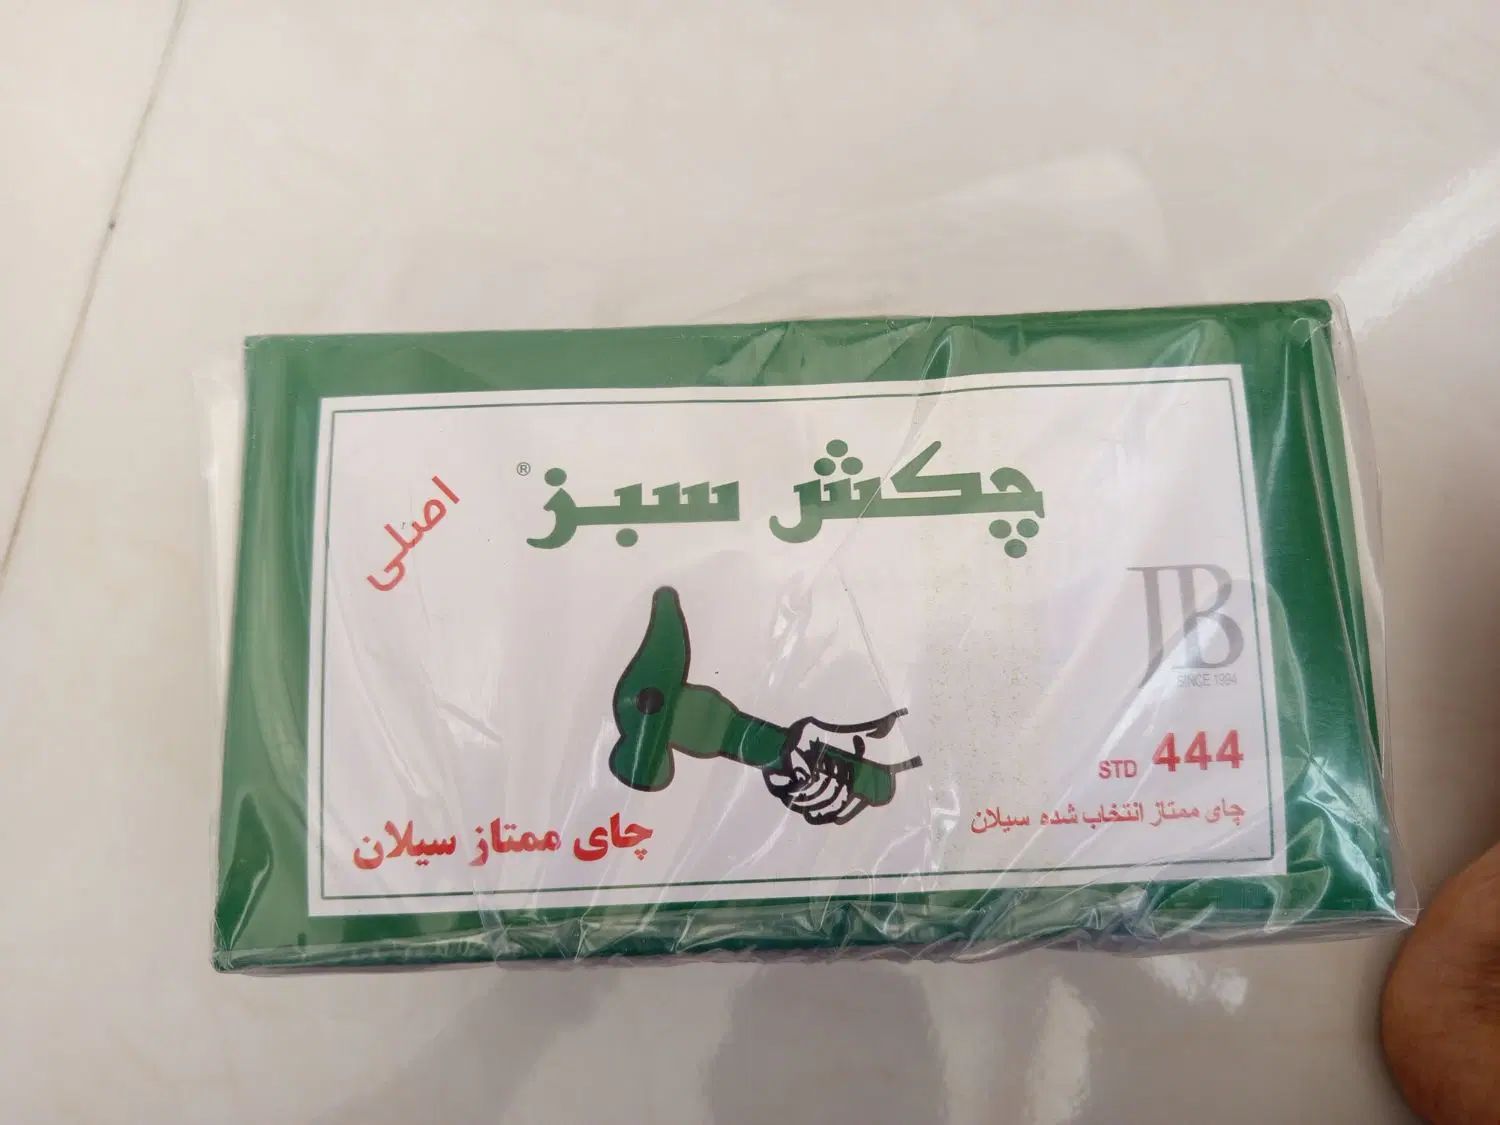 چکش سبز®
اصلی
JB
SINCE 1994
STD 444
چای ممتاز انتخاب شده سیلان
چای ممتاز سیلان